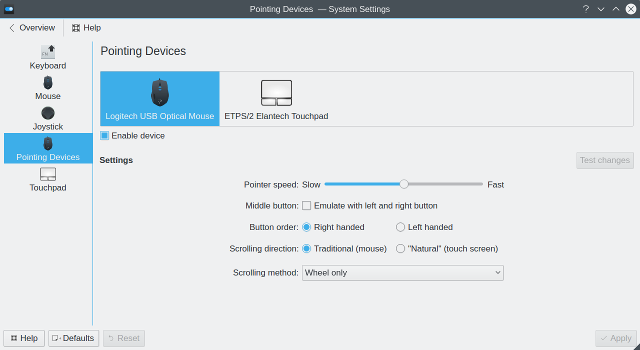 Pointing Devices — System Settings
Overview
Help
Keyboard
Mouse
Joystick
Pointing Devices
Touchpad
Pointing Devices
Logitech USB Optical Mouse
ETPS/2 Elantech Touchpad
Enable device
Settings
Test changes
Pointer speed: Slow Fast
Middle button: Emulate with left and right button
Button order: Right handed Left handed
Scrolling direction: Traditional (mouse) "Natural" (touch screen)
Scrolling method: Wheel only
Help Defaults Reset Apply